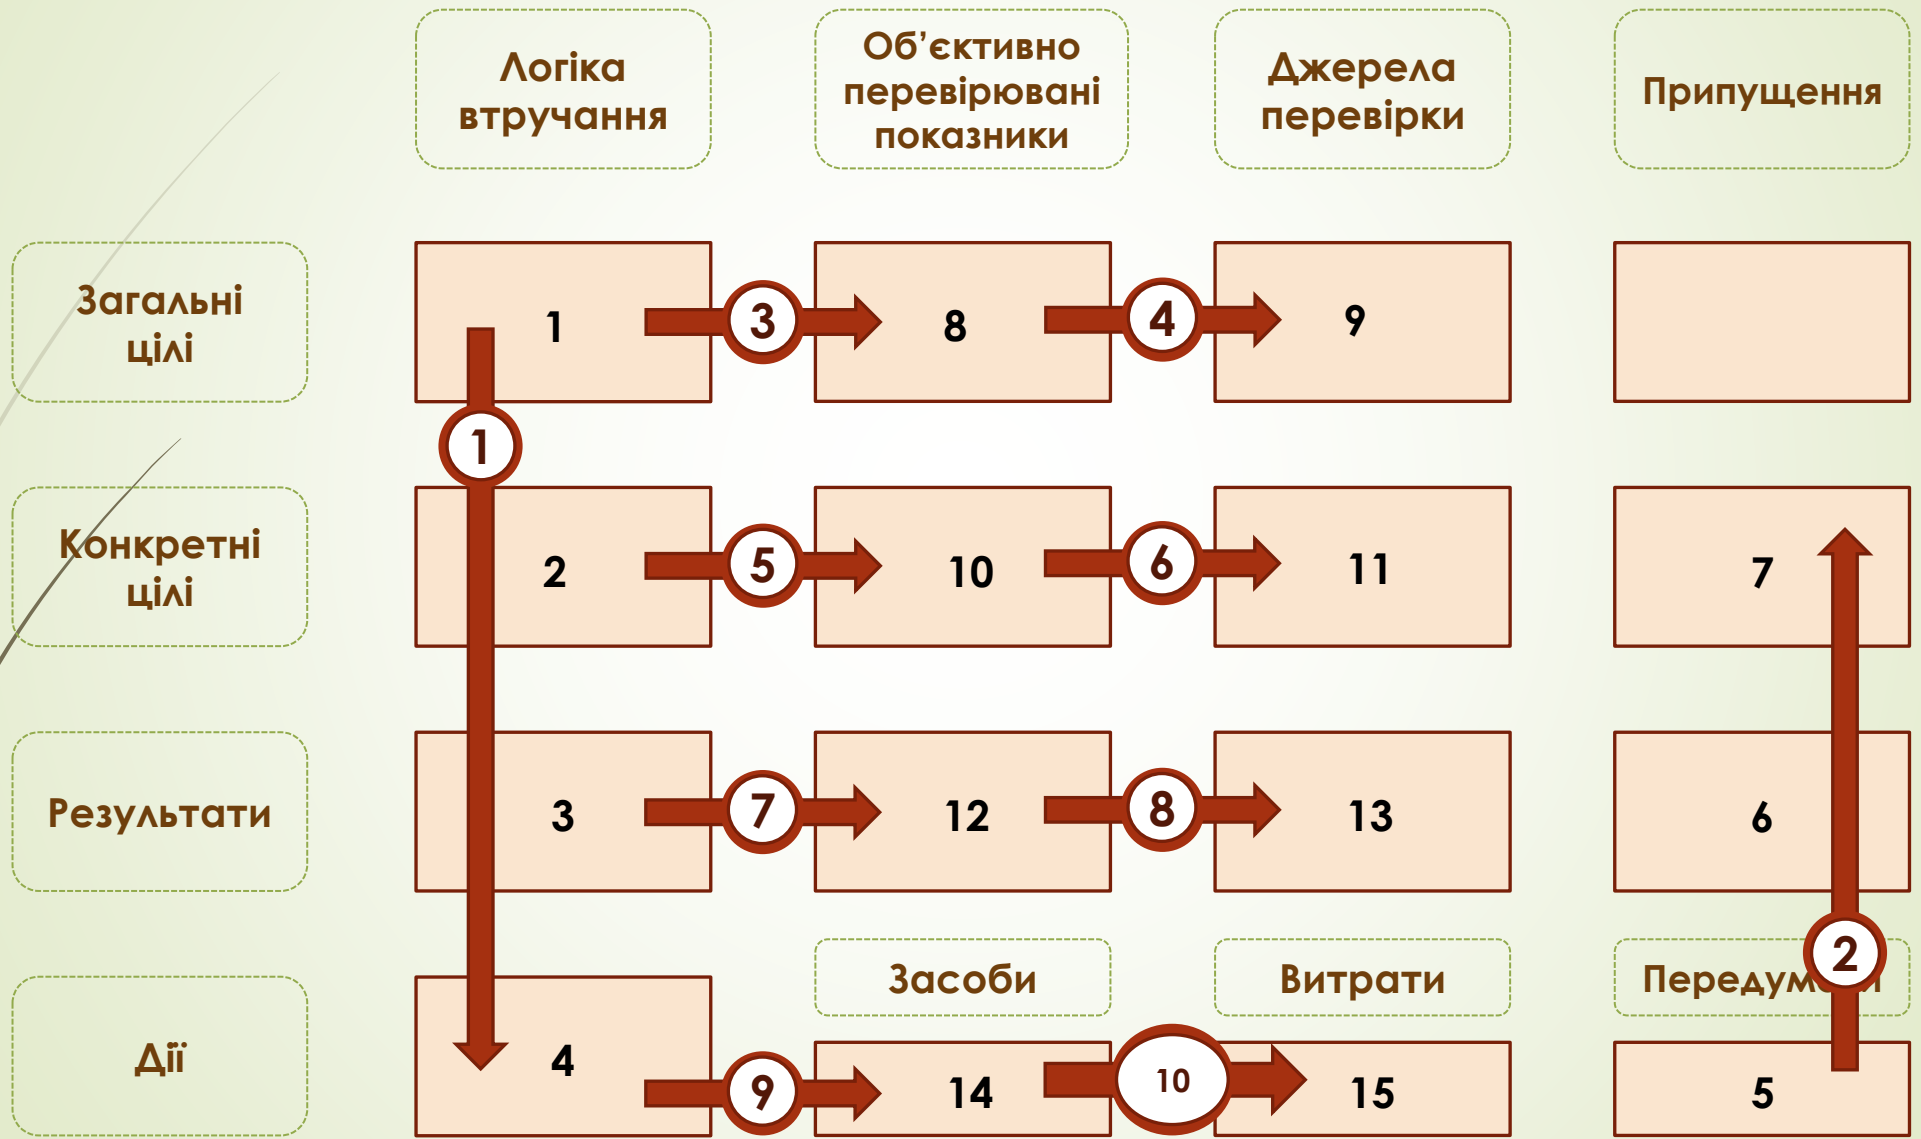 Логіка
втручання
Об’єктивно
перевірювані
показники
Джерела
перевірки
Припущення
Загальні
цілі
1
3
8
4
9
1
Конкретні
цілі
2
5
10
6
11
7
Результати
3
7
12
8
13
6
Засоби
Витрати
2
Дії
4
9
14
10
15
5